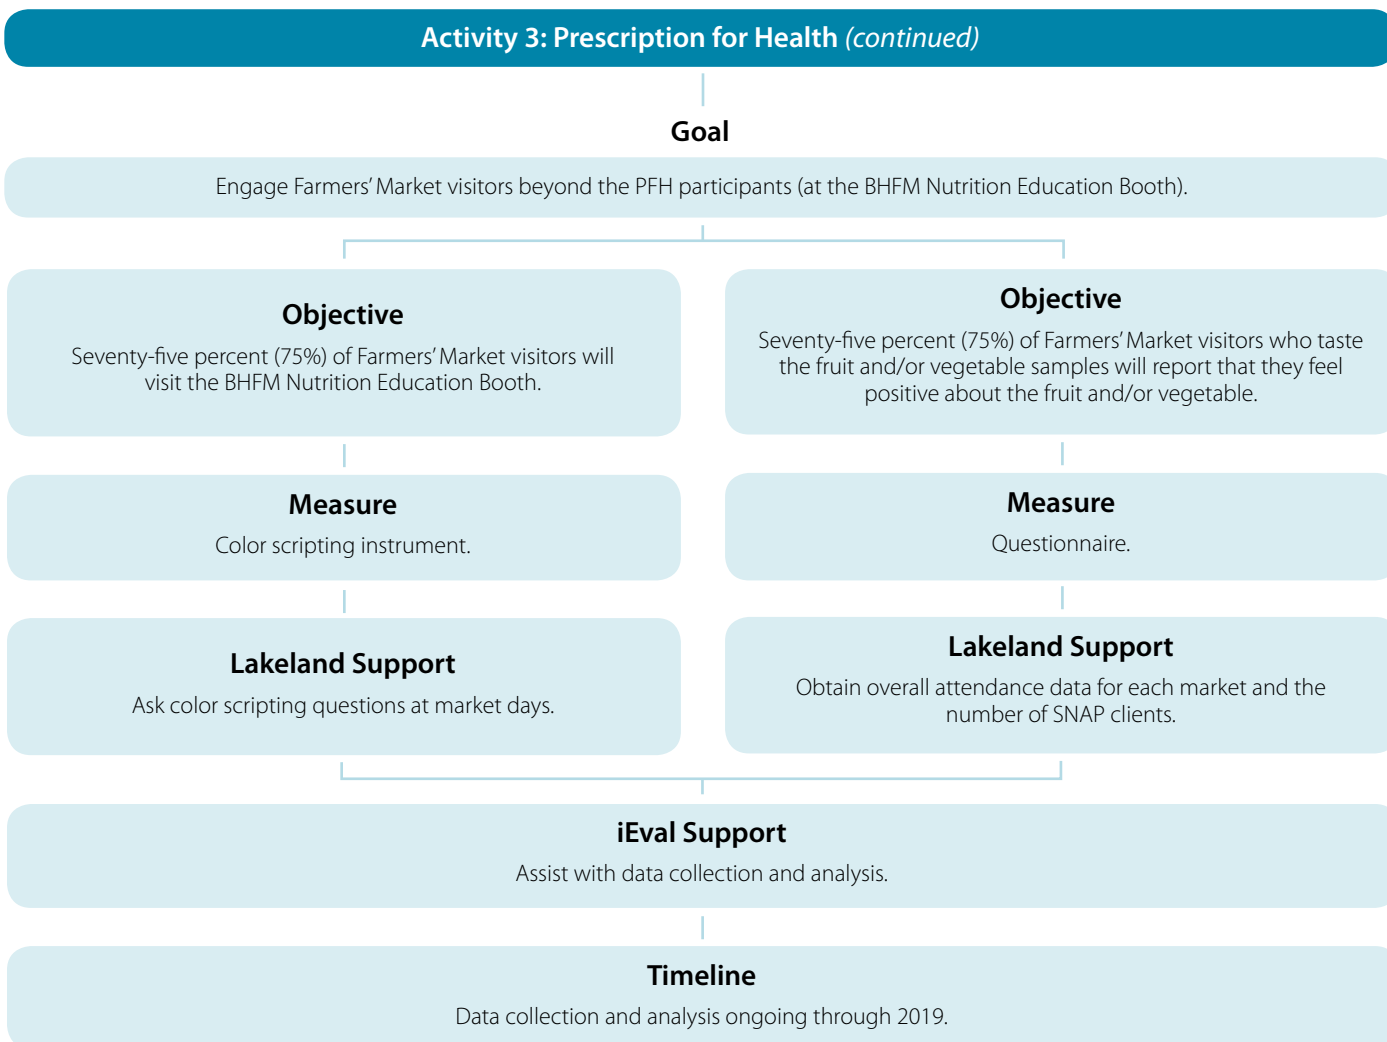 Activity 3: Prescription for Health (continued)
Goal
Engage Farmers' Market visitors beyond the PFH participants (at the BHFM Nutrition Education Booth).
Objective
Seventy-five percent (75%) of Farmers' Market visitors will
visit the BHFM Nutrition Education Booth.
Measure
Color scripting instrument.
Lakeland Support
Ask color scripting questions at market days.
Objective
Seventy-five percent (75%) of Farmers' Market visitors who taste
the fruit and/or vegetable samples will report that they feel
positive about the fruit and/or vegetable.
Measure
Questionnaire.
Lakeland Support
Obtain overall attendance data for each market and the
number of SNAP clients.
iEval Support
Assist with data collection and analysis.
Timeline
Data collection and analysis ongoing through 2019.